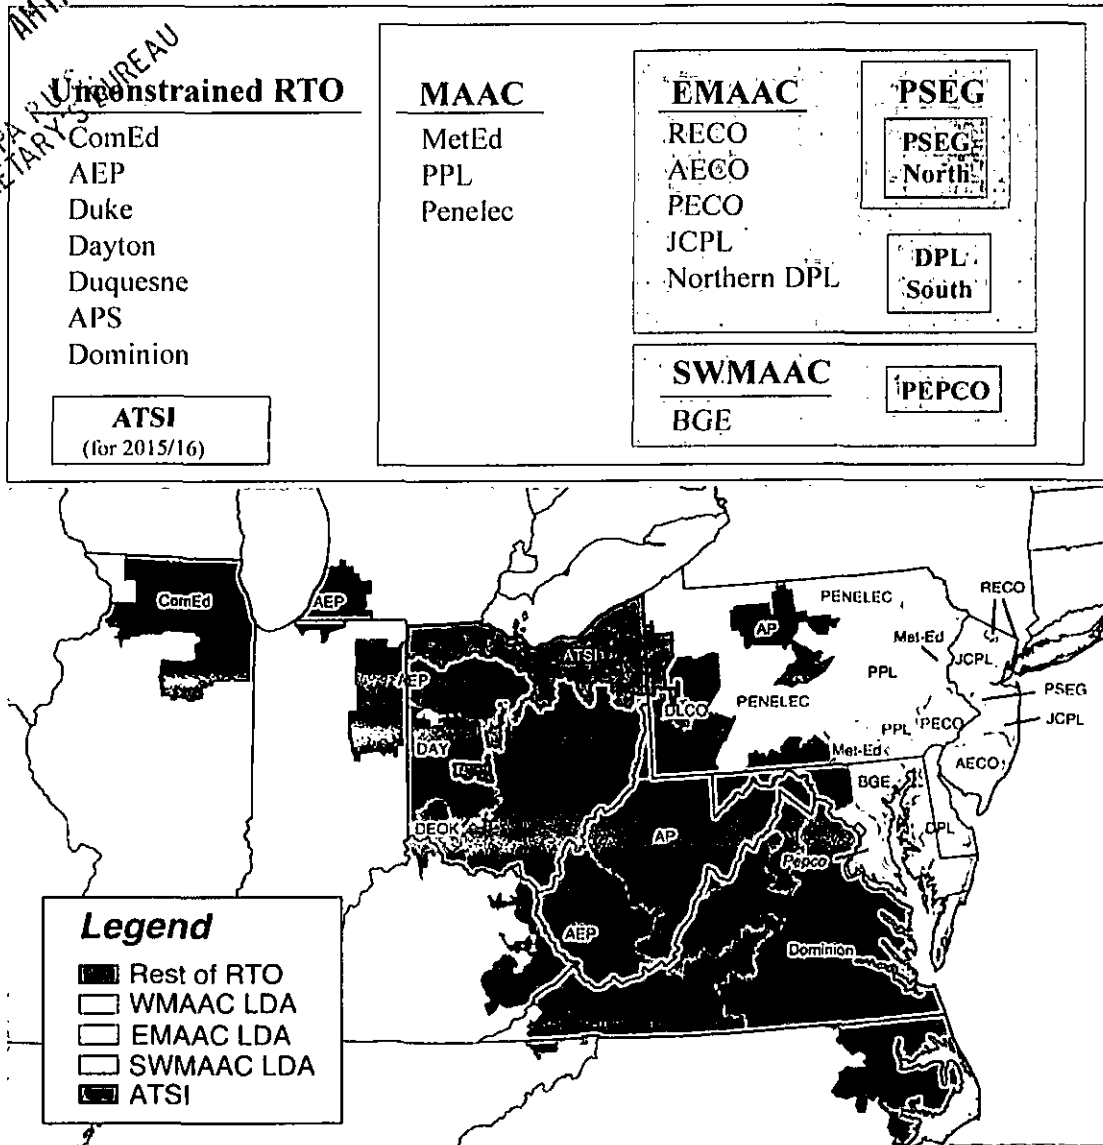 BUREAU
Unconstrained RTO
ComEd
AEP
Duke
Dayton
Duquesne
APS
Dominion
ATSI
(for 2015/16)
MAAC
MetEd
PPL
Penelec
EMAAC
RECO
AECO
PECO
JCPL
Northern DPL
PSEG
PSEG
North
DPL
South
SWMAAC
BGE
PEPCO
ComEd
AEP
AEP
DAY
DEOK
ATSI
DLCO
AP
PENELEC
PENELEC
Met-Ed
PPL
PPL
PECO
Met-Ed
RECO
JCPL
PSEG
JCPL
AECO
BGE
DPL
AP
Pepco
AEP
Dominion
Legend
Rest of RTO
WMAAC LDA
EMAAC LDA
SWMAAC LDA
ATSI